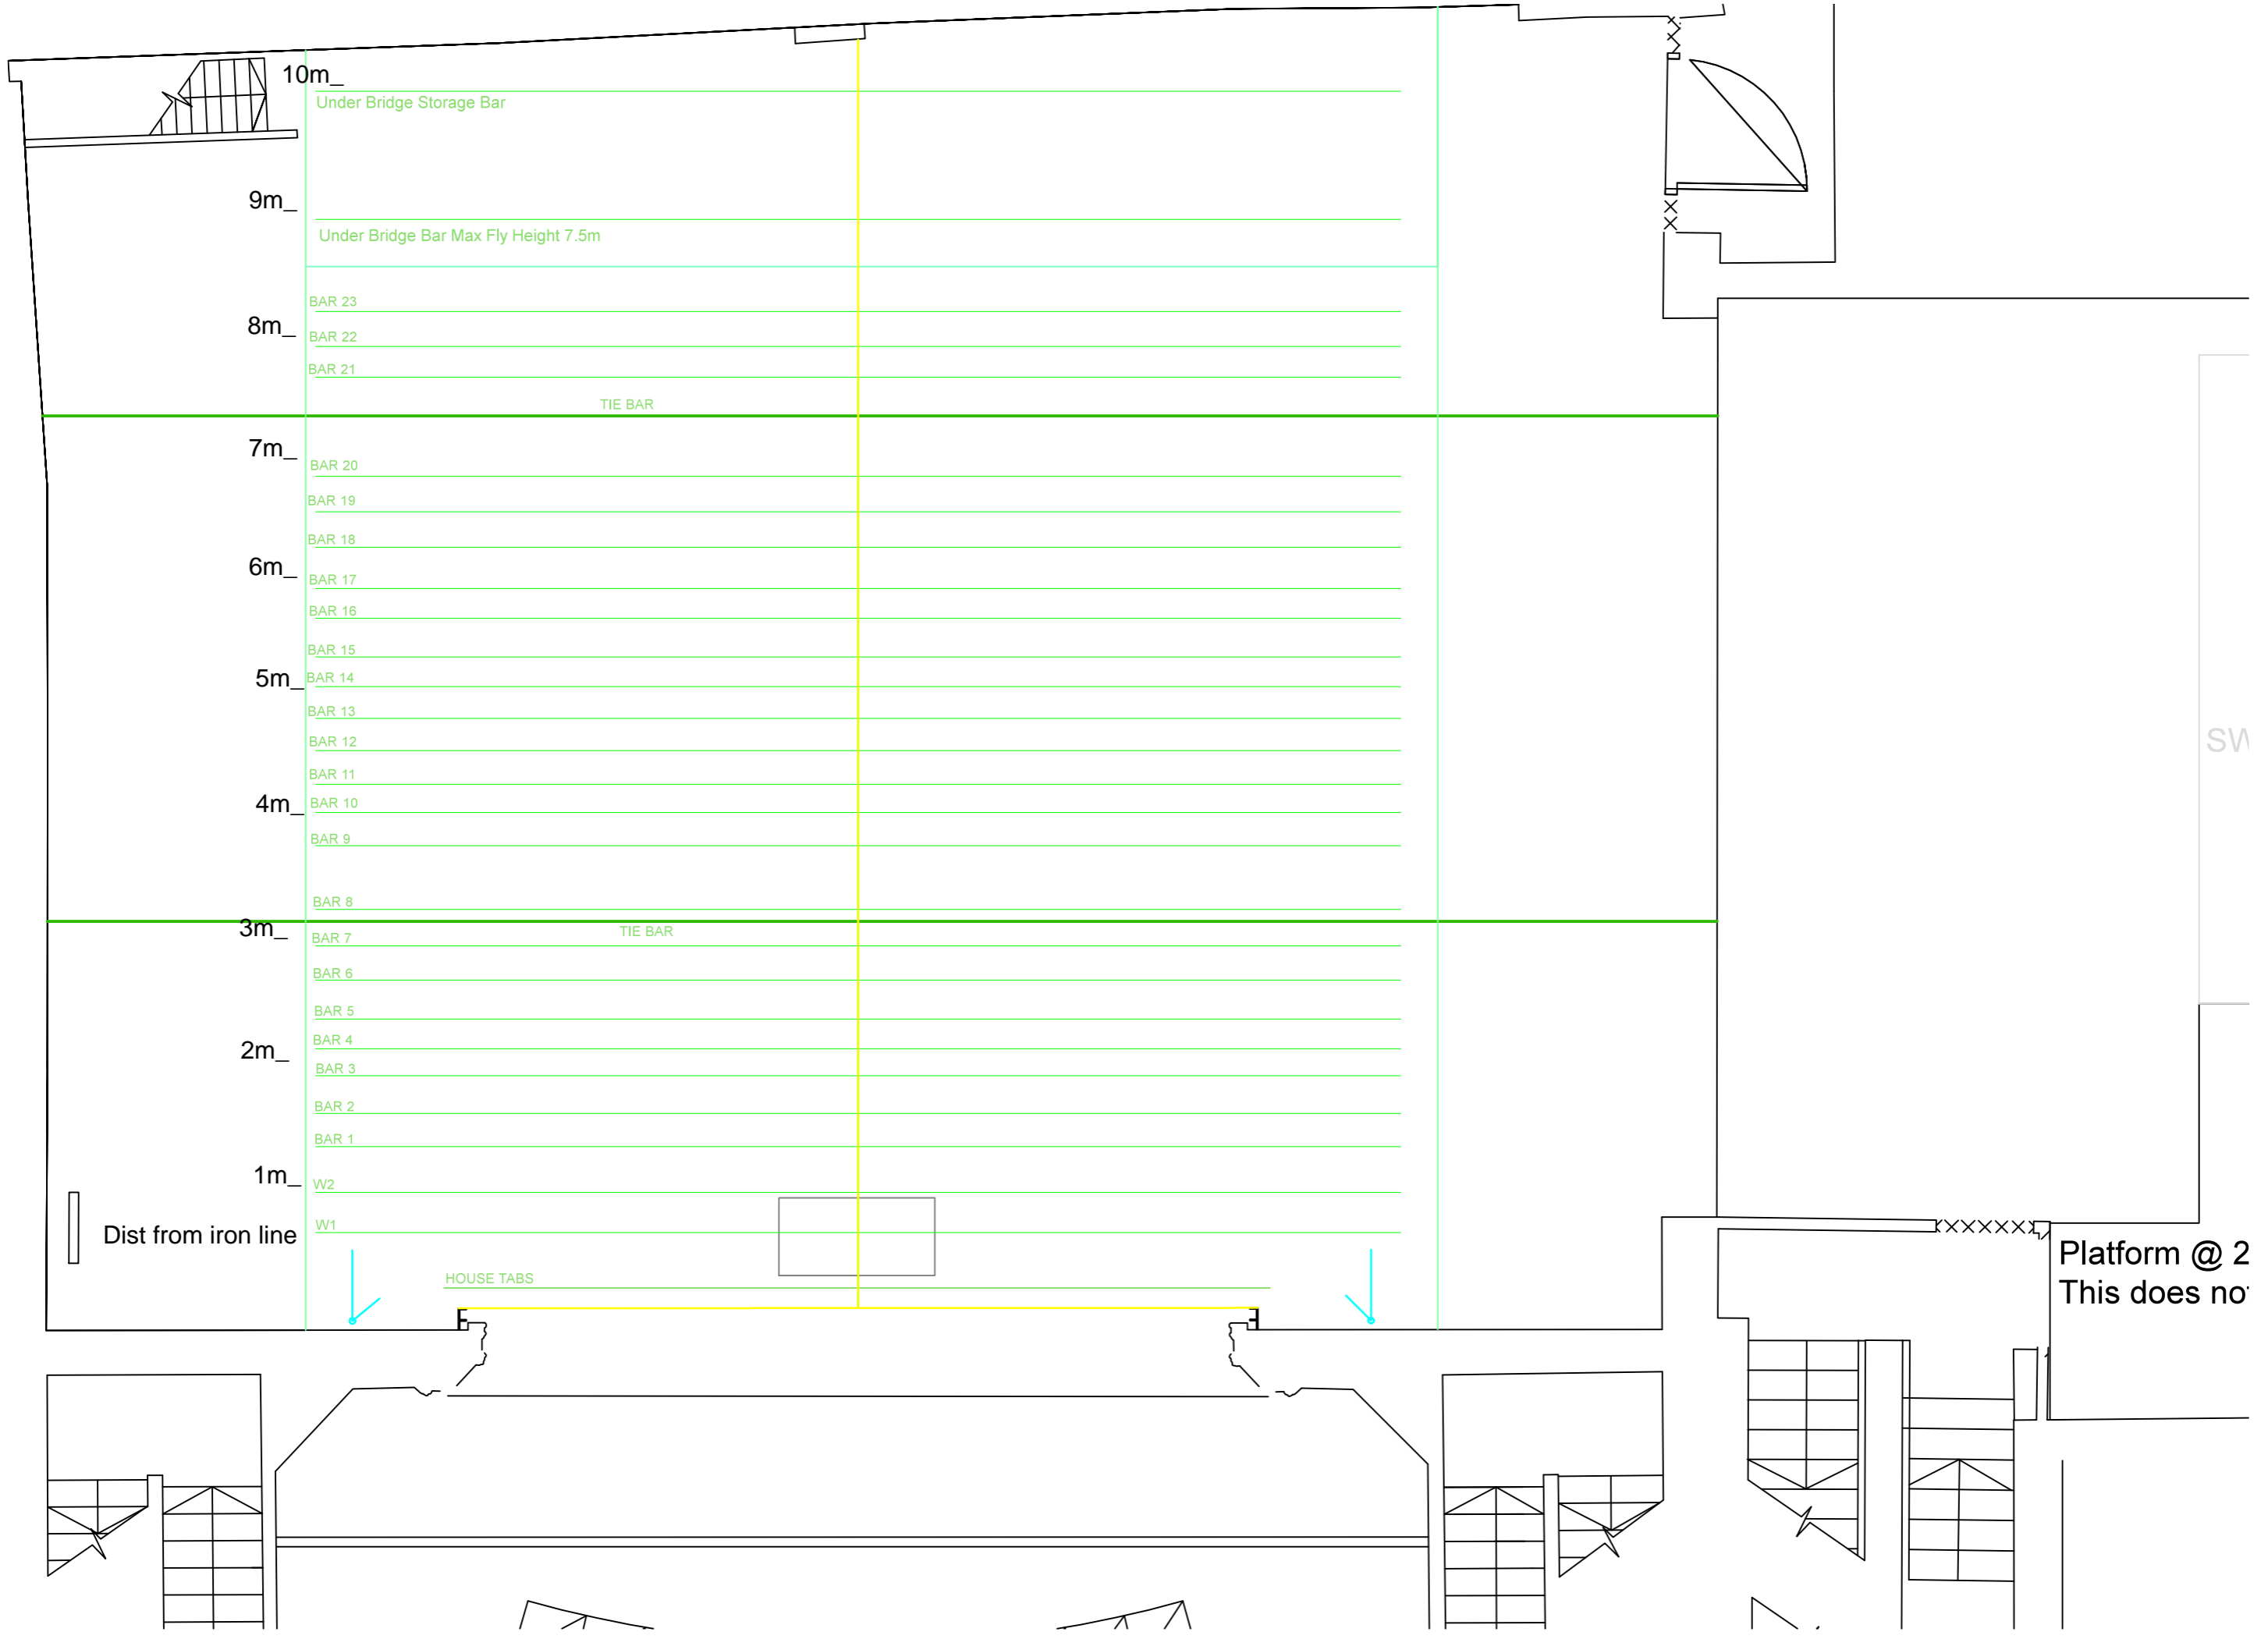 10m_
Under Bridge Storage Bar
9m_
Under Bridge Bar Max Fly Height 7.5m
BAR 23
8m_
BAR 22
BAR 21
TIE BAR
7m_
BAR 20
BAR 19
BAR 18
6m_
BAR 17
BAR 16
BAR 15
5m_
BAR 14
BAR 13
SW
BAR 12
BAR 11
4m_
BAR 10
BAR 9
BAR 8
3m_
TIE BAR
BAR 7
BAR 6
BAR 5
BAR 4
2m_
BAR 3
BAR 2
BAR 1
1m_
W2
W1
Dist from iron line
Platform @ 2
HOUSE TABS
This does not